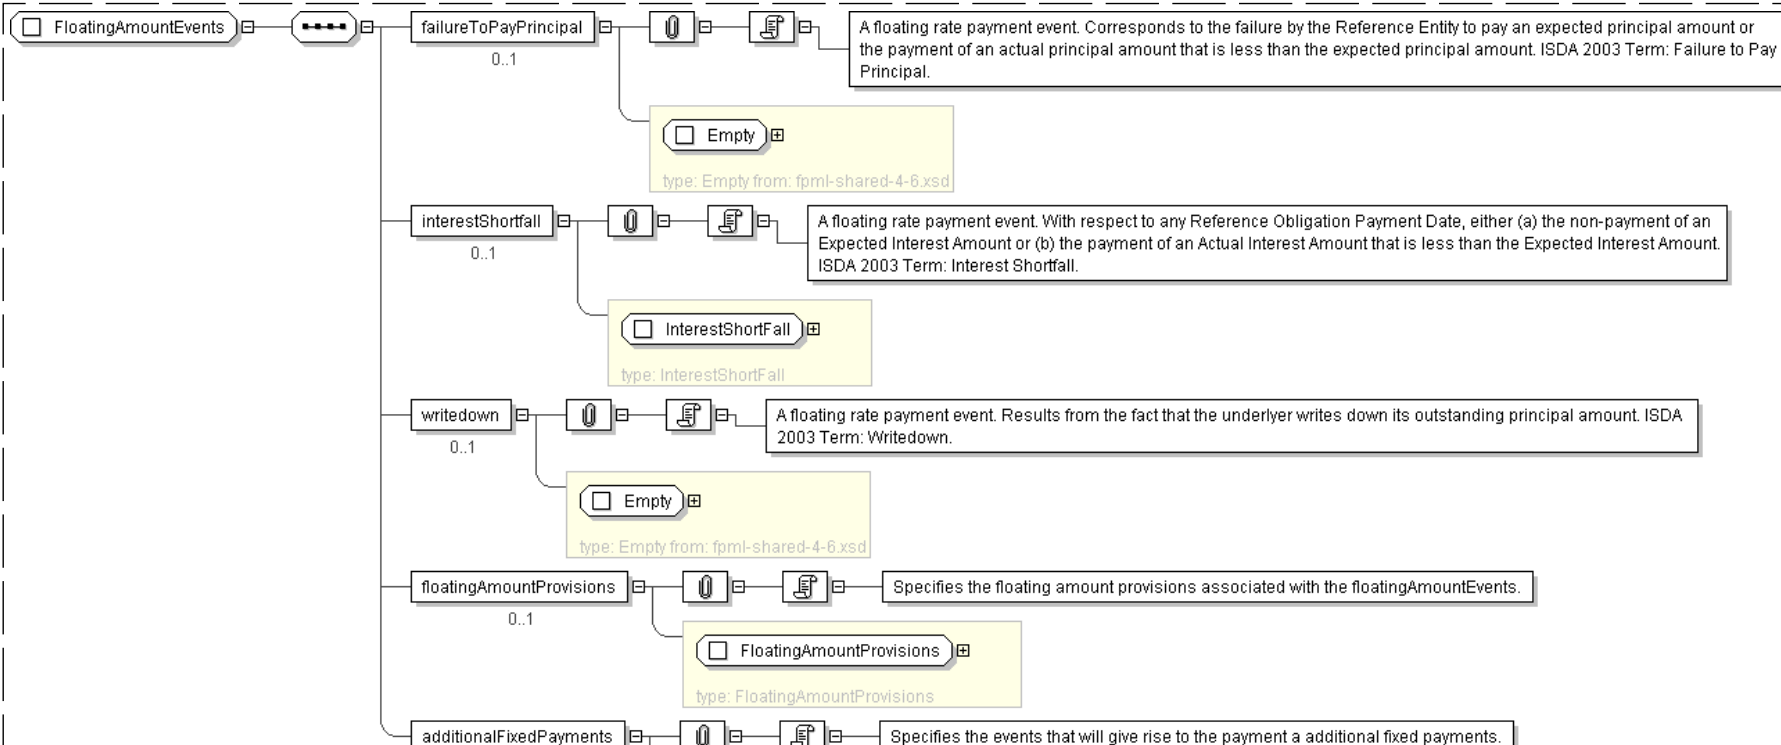 FloatingAmountEvents
failureToPayPrincipal
0..1
A floating rate payment event. Corresponds to the failure by the Reference Entity to pay an expected principal amount or
the payment of an actual principal amount that is less than the expected principal amount. ISDA 2003 Term: Failure to Pay
Principal.
Empty
type: Empty from: fpml-shared-4-6.xsd
interestShortfall
0..1
A floating rate payment event. With respect to any Reference Obligation Payment Date, either (a) the non-payment of an
Expected Interest Amount or (b) the payment of an Actual Interest Amount that is less than the Expected Interest Amount.
ISDA 2003 Term: Interest Shortfall.
InterestShortFall
type: InterestShortFall
writedown
0..1
A floating rate payment event. Results from the fact that the underlyer writes down its outstanding principal amount. ISDA
2003 Term: Writedown.
Empty
type: Empty from: fpml-shared-4-6.xsd
floatingAmountProvisions
0..1
Specifies the floating amount provisions associated with the floatingAmountEvents.
FloatingAmountProvisions
type: FloatingAmountProvisions
additionalFixedPayments
Specifies the events that will give rise to the payment a additional fixed payments.